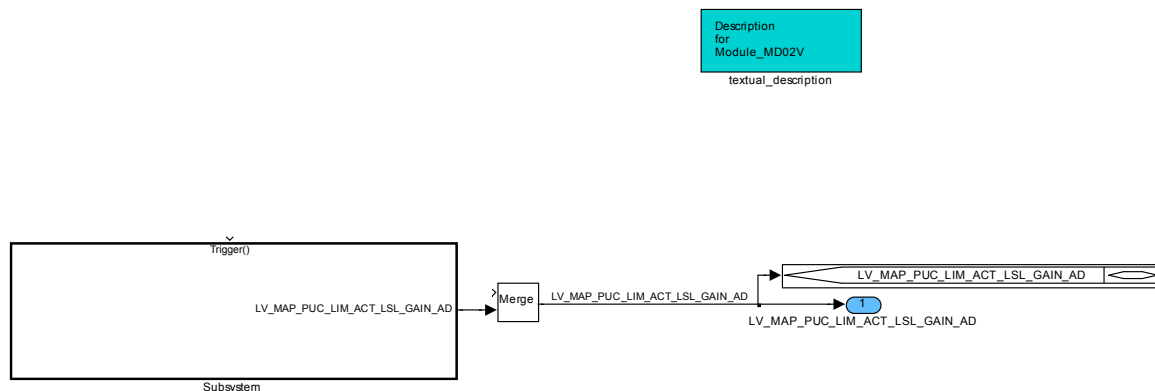 Description
for
Module_MD02V
textual_description
Trigger()
LV_MAP_PUC_LIM_ACT_LSL_GAIN_AD
Subsystem
Merge
LV_MAP_PUC_LIM_ACT_LSL_GAIN_AD
LV_MAP_PUC_LIM_ACT_LSL_GAIN_AD
1
LV_MAP_PUC_LIM_ACT_LSL_GAIN_AD